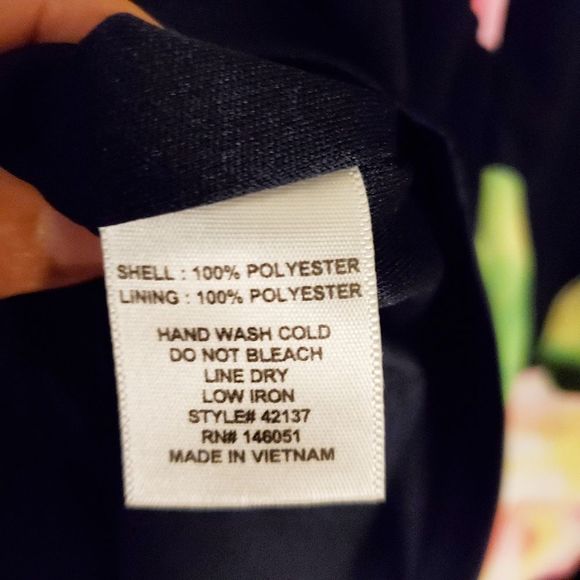 SHELL : 100% POLYESTER
LINING : 100% POLYESTER
HAND WASH COLD
DO NOT BLEACH
LINE DRY
LOW IRON
STYLE# 42137
RN# 146051
MADE IN VIETNAM